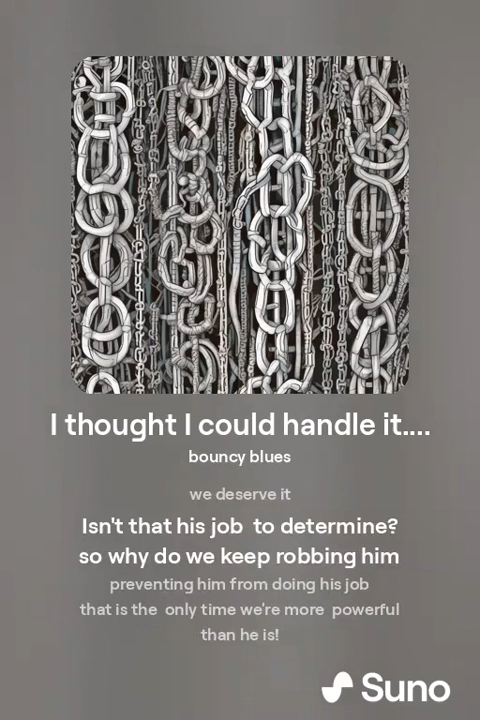 I thought I could handle it....
bouncy blues
we deserve it
Isn't that his job to determine?
so why do we keep robbing him
preventing him from doing his job
that is the only time we're more powerful
than he is!
Suno